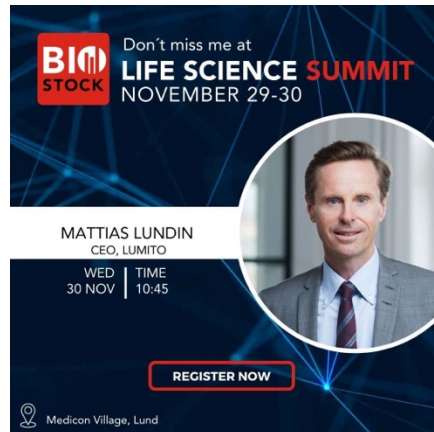 BIO
STOCK
Don´t miss me at
LIFE SCIENCE SUMMIT
NOVEMBER 29-30
MATTIAS LUNDIN
CEO, LUMITO
WED | TIME
30 NOV | 10:45
REGISTER NOW
Medicon Village, Lund